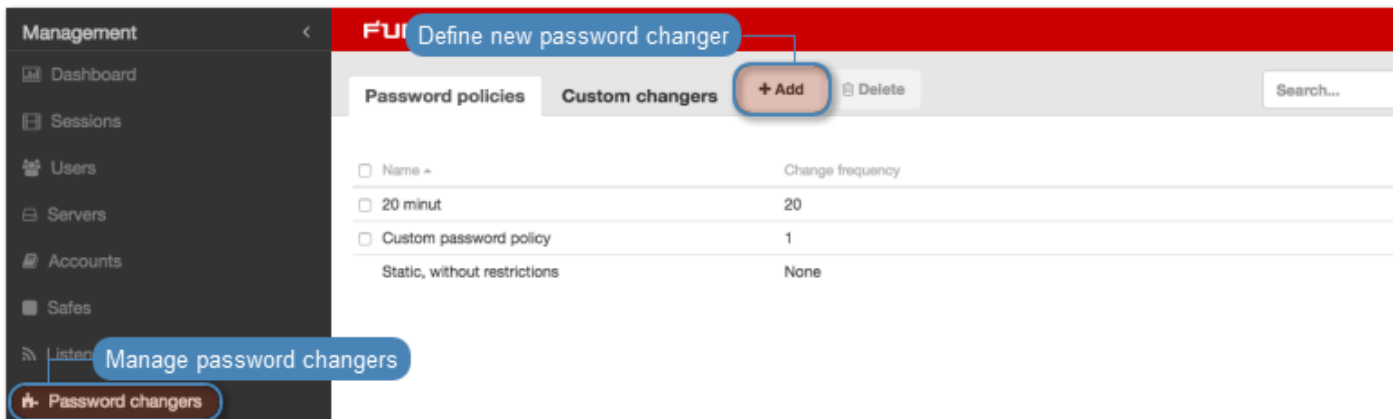 Management
Define new password changer
Dashboard
Password policies
Custom changers
+ Add
Delete
Search...
Sessions
Users
Name
Change frequency
20 minut
20
Servers
Custom password policy
1
Accounts
Static, without restrictions
None
Safes
Manage password changers
Password changers